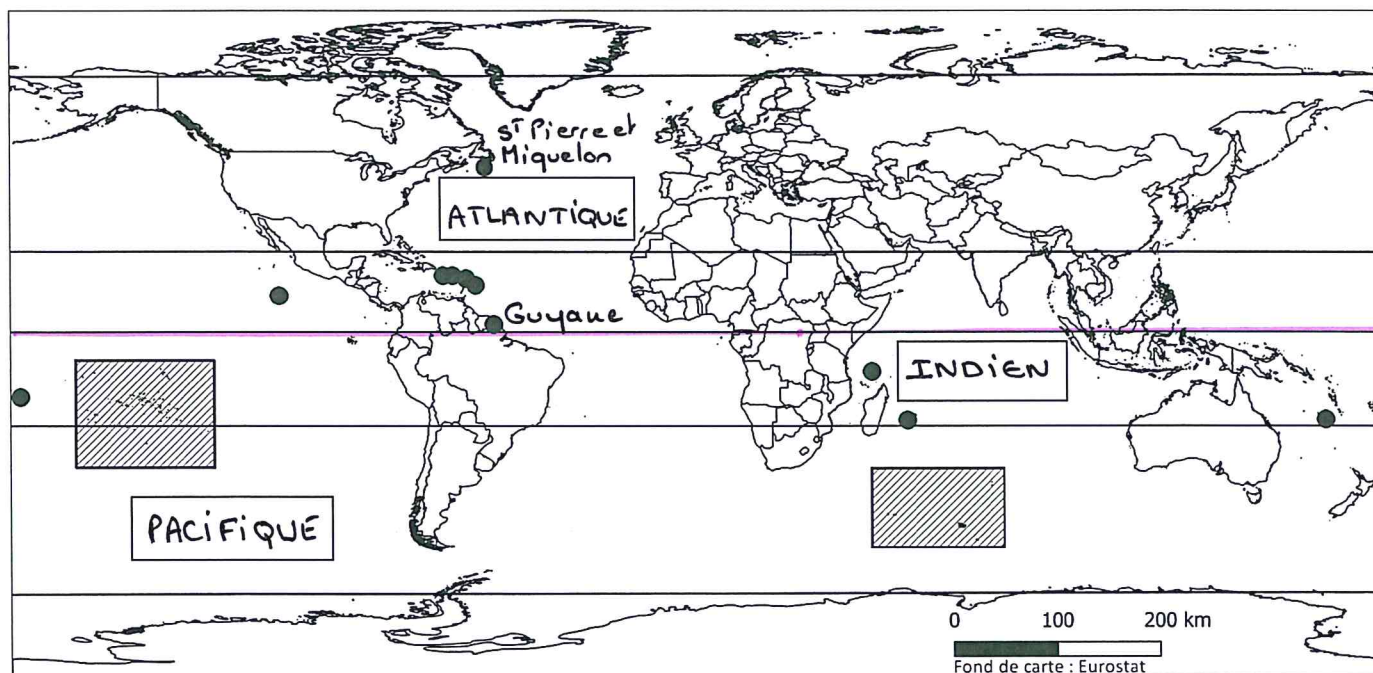 Sᵀ Pierre et
Miquelon
ATLANTIQUE
Guyane
INDIEN
PACIFIQUE
0 100 200 km
Fond de carte : Eurostat